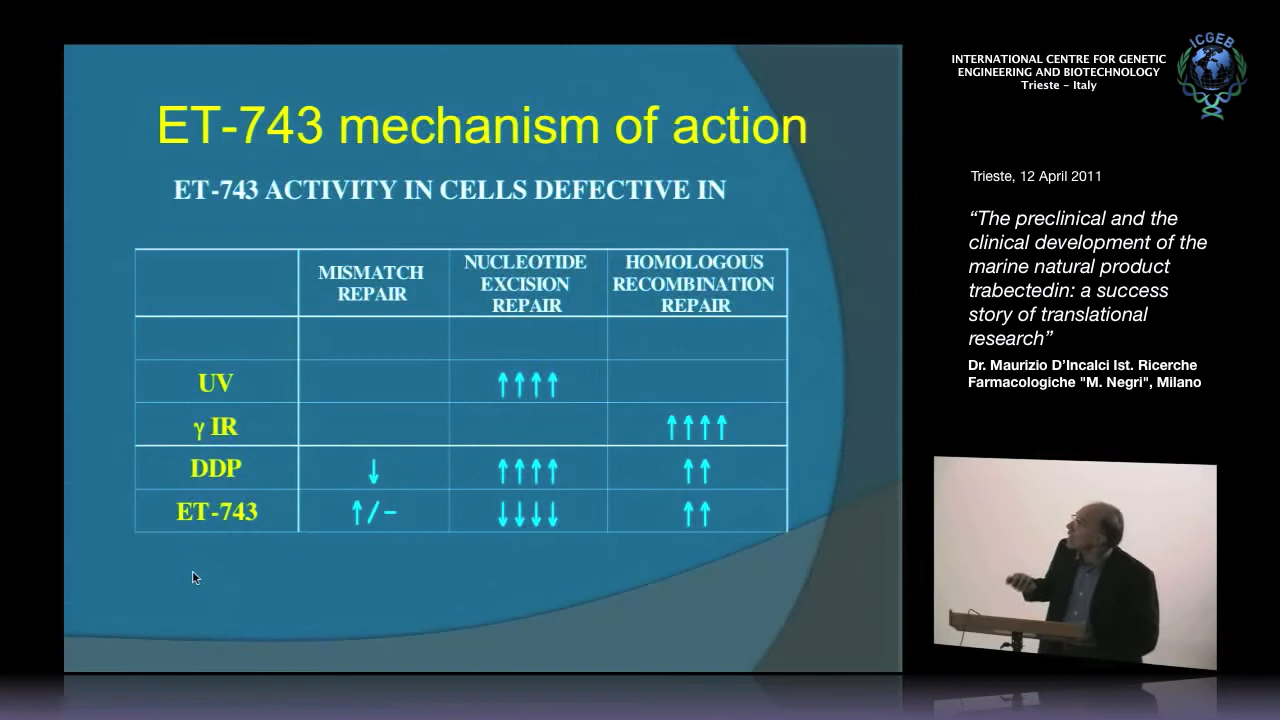 ET-743 mechanism of action
ET-743 ACTIVITY IN CELLS DEFECTIVE IN
MISMATCH REPAIR
NUCLEOTIDE EXCISION REPAIR
HOMOLOGOUS RECOMBINATION REPAIR
UV ↑↑↑↑
γ IR ↑↑↑↑
DDP ↓ ↑↑↑↑ ↑↑
ET-743 ↑/− ↓↓↓↓ ↑↑
INTERNATIONAL CENTRE FOR GENETIC
ENGINEERING AND BIOTECHNOLOGY
Trieste – Italy
ICGEB
Trieste, 12 April 2011
“The preclinical and the
clinical development of the
marine natural product
trabectedin: a success
story of translational
research”
Dr. Maurizio D’Incalci Ist. Ricerche
Farmacologiche "M. Negri", Milano